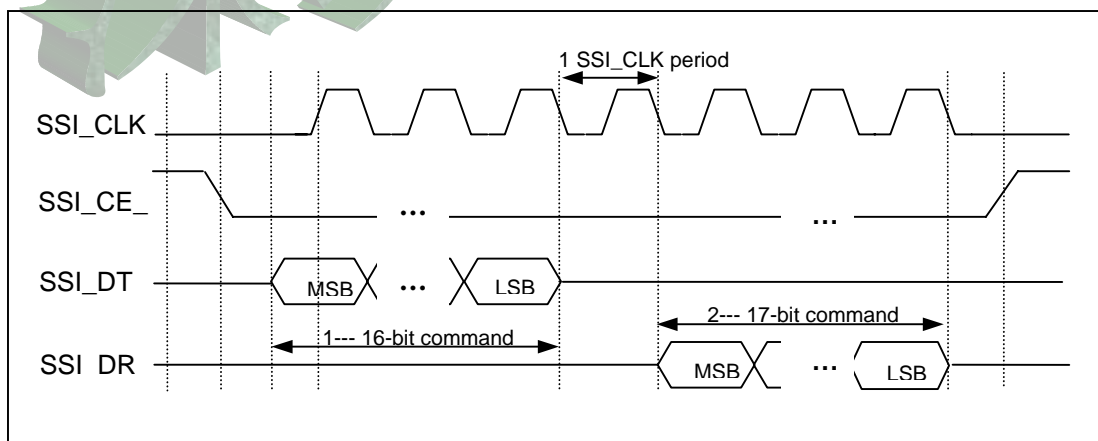 1 SSI_CLK period
SSI_CLK
SSI_CE_
...
...
SSI_DT
MSB
...
LSB
1--- 16-bit command
2--- 17-bit command
SSI DR
MSB
...
LSB